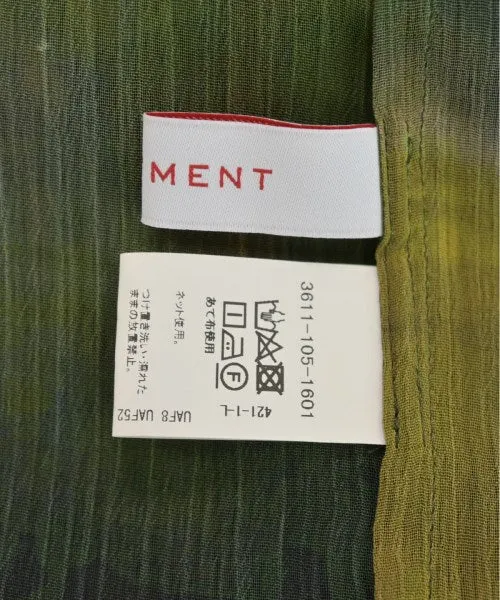 MENT
3611-105-1601
あて布使用
ネット使用。
つけ置き洗い・濡れた
ままの放置禁止。
421-1-L
UAF8 UAF52